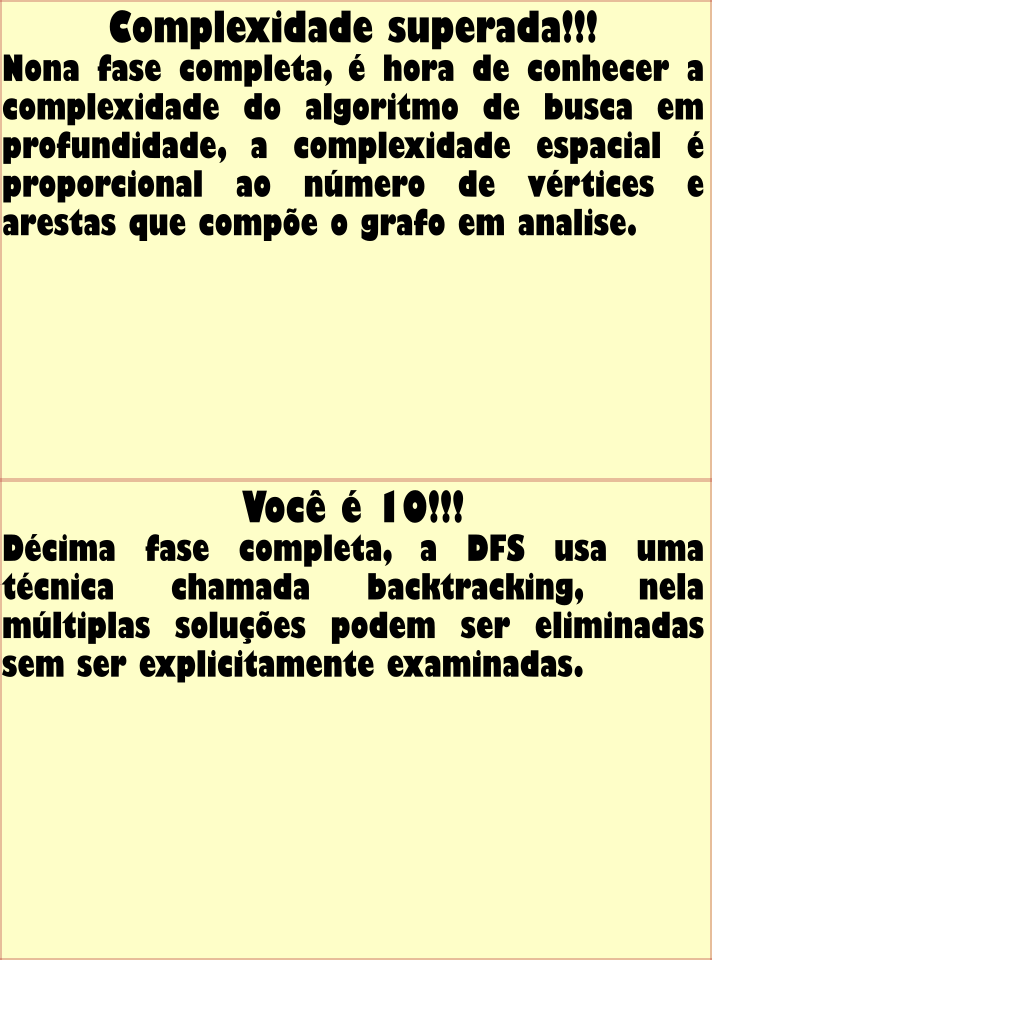 Complexidade superada!!!
Nona fase completa, é hora de conhecer a
complexidade do algoritmo de busca em
profundidade, a complexidade espacial é
proporcional ao número de vértices e
arestas que compõe o grafo em analise.
Você é 10!!!
Décima fase completa, a DFS usa uma
técnica chamada backtracking, nela
múltiplas soluções podem ser eliminadas
sem ser explicitamente examinadas.